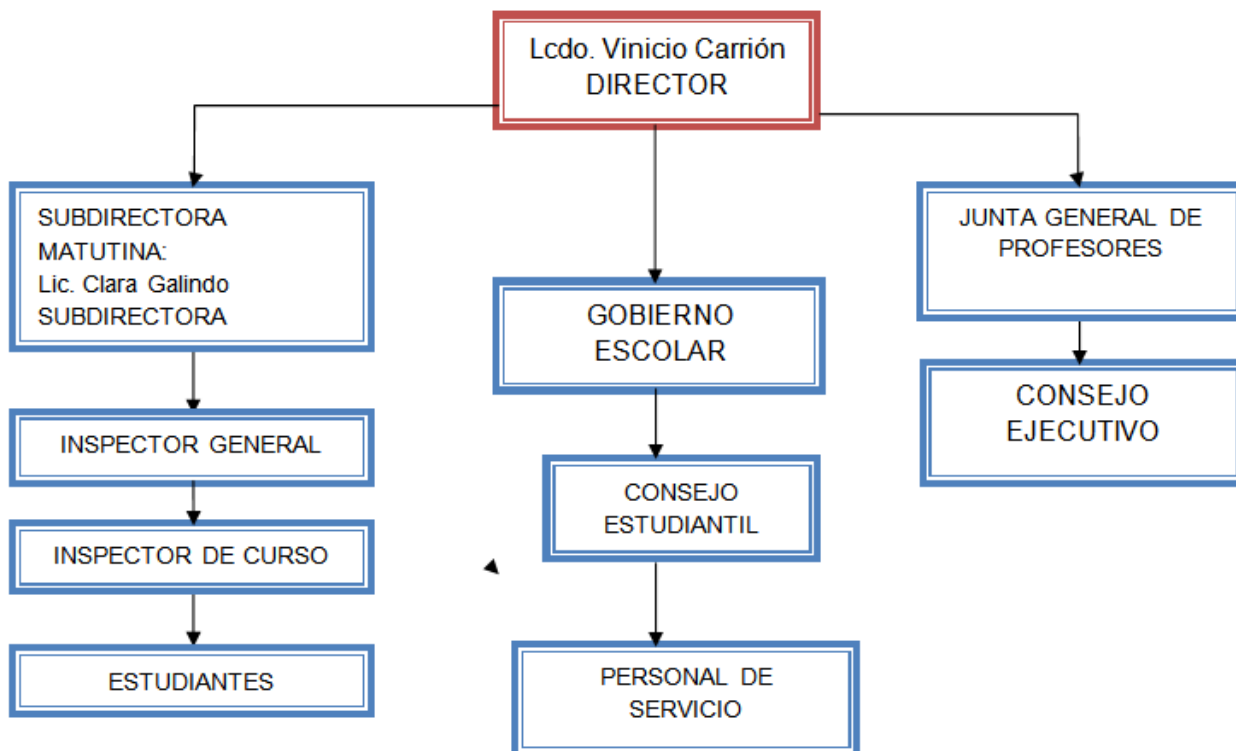 Lcdo. Vinicio Carrión
DIRECTOR
SUBDIRECTORA
MATUTINA:
Lic. Clara Galindo
SUBDIRECTORA
INSPECTOR GENERAL
INSPECTOR DE CURSO
ESTUDIANTES
GOBIERNO
ESCOLAR
CONSEJO
ESTUDIANTIL
PERSONAL DE
SERVICIO
JUNTA GENERAL DE
PROFESORES
CONSEJO
EJECUTIVO